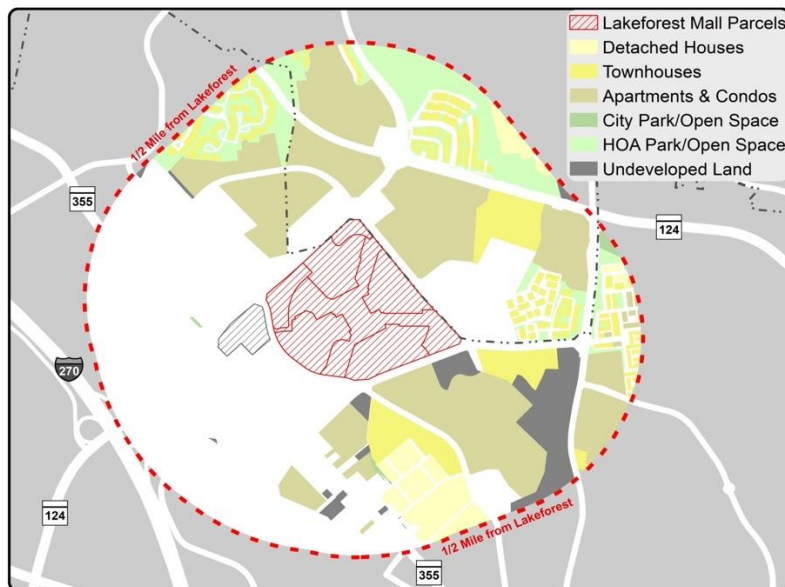 Lakeforest Mall Parcels
Detached Houses
Townhouses
Apartments & Condos
City Park/Open Space
HOA Park/Open Space
Undeveloped Land
1/2 Mile from Lakeforest
355
124
270
124
1/2 Mile from Lakeforest
355